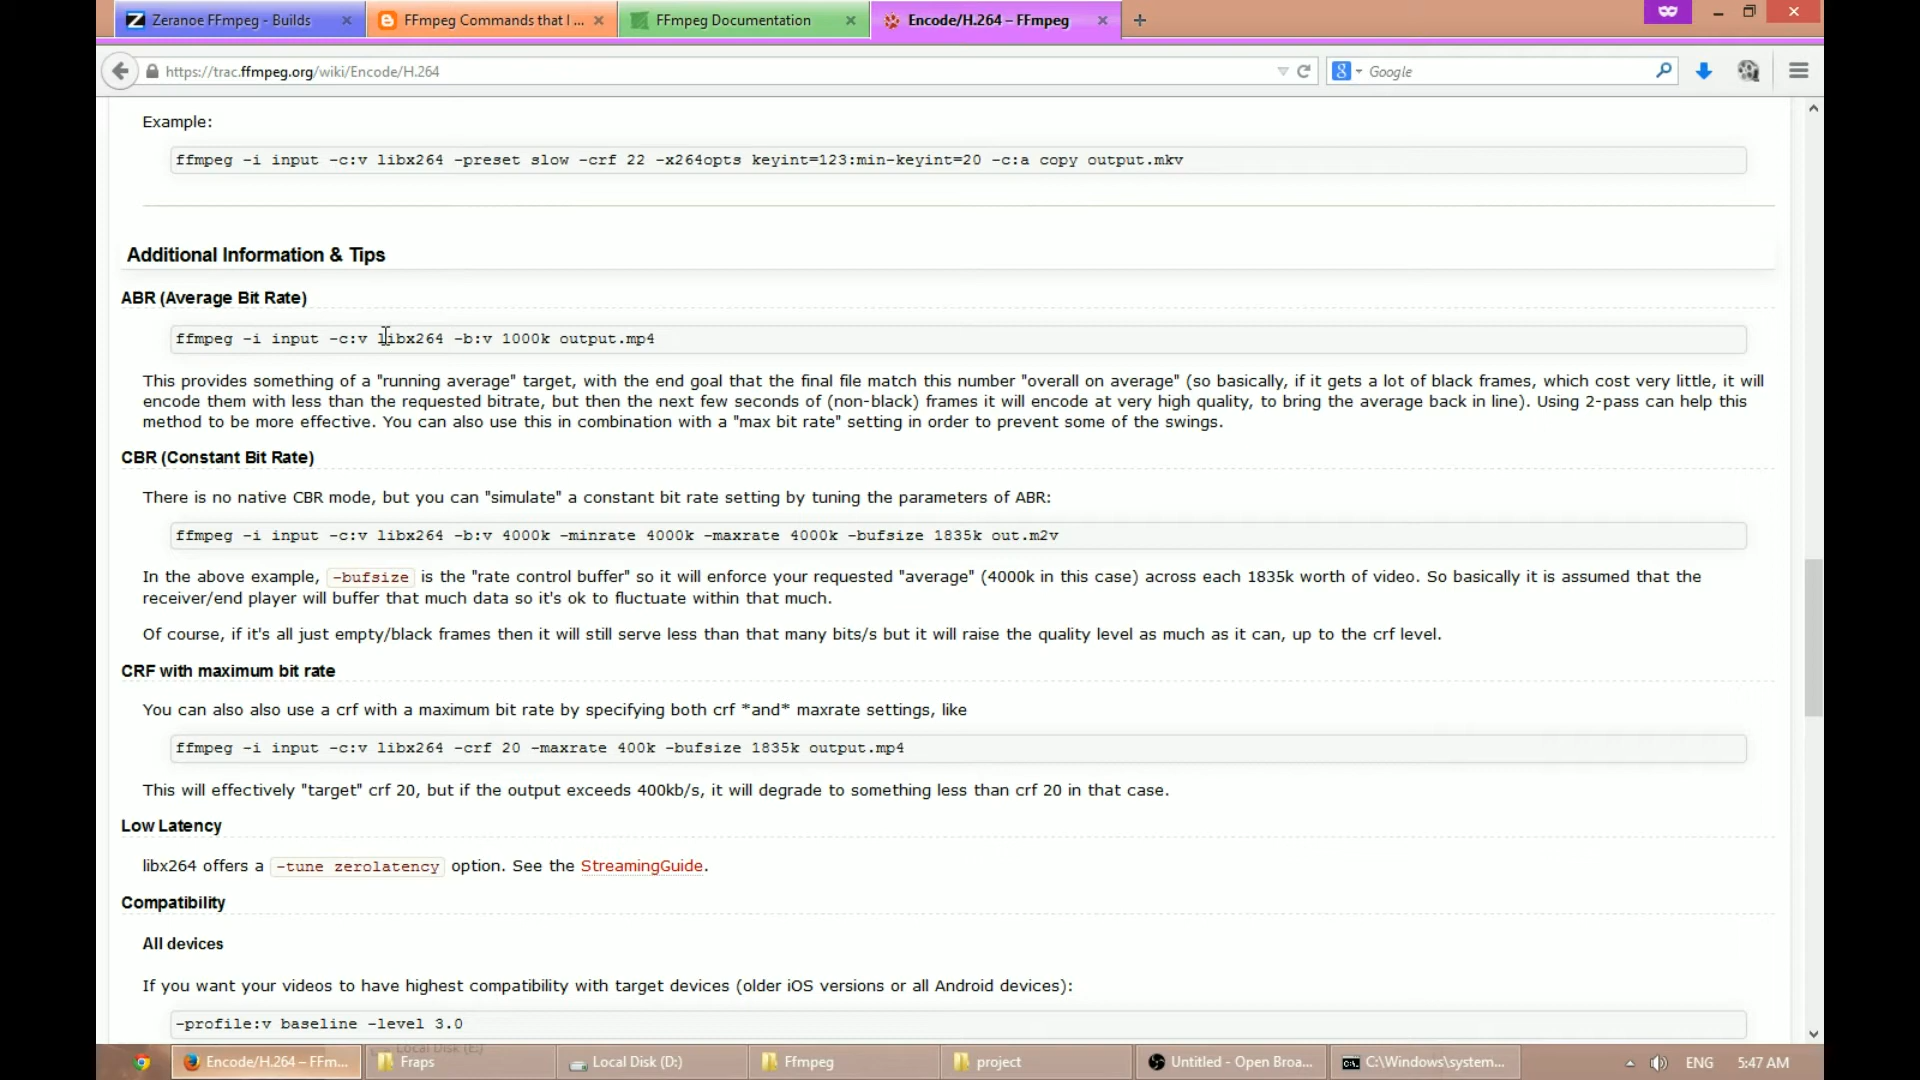 Zeranoe FFmpeg - Builds
FFmpeg Commands that I ...
FFmpeg Documentation
Encode/H.264 – FFmpeg
https://trac.ffmpeg.org/wiki/Encode/H.264
Google
Example:
ffmpeg -i input -c:v libx264 -preset slow -crf 22 -x264opts keyint=123:min-keyint=20 -c:a copy output.mkv
Additional Information & Tips
ABR (Average Bit Rate)
ffmpeg -i input -c:v libx264 -b:v 1000k output.mp4
This provides something of a "running average" target, with the end goal that the final file match this number "overall on average" (so basically, if it gets a lot of black frames, which cost very little, it will
encode them with less than the requested bitrate, but then the next few seconds of (non-black) frames it will encode at very high quality, to bring the average back in line). Using 2-pass can help this
method to be more effective. You can also use this in combination with a "max bit rate" setting in order to prevent some of the swings.
CBR (Constant Bit Rate)
There is no native CBR mode, but you can "simulate" a constant bit rate setting by tuning the parameters of ABR:
ffmpeg -i input -c:v libx264 -b:v 4000k -minrate 4000k -maxrate 4000k -bufsize 1835k out.m2v
In the above example, -bufsize is the "rate control buffer" so it will enforce your requested "average" (4000k in this case) across each 1835k worth of video. So basically it is assumed that the
receiver/end player will buffer that much data so it's ok to fluctuate within that much.
Of course, if it's all just empty/black frames then it will still serve less than that many bits/s but it will raise the quality level as much as it can, up to the crf level.
CRF with maximum bit rate
You can also also use a crf with a maximum bit rate by specifying both crf *and* maxrate settings, like
ffmpeg -i input -c:v libx264 -crf 20 -maxrate 400k -bufsize 1835k output.mp4
This will effectively "target" crf 20, but if the output exceeds 400kb/s, it will degrade to something less than crf 20 in that case.
Low Latency
libx264 offers a -tune zerolatency option. See the StreamingGuide.
Compatibility
All devices
If you want your videos to have highest compatibility with target devices (older iOS versions or all Android devices):
-profile:v baseline -level 3.0
Local Disk (E:)
Encode/H.264 – FFm...
Fraps
Local Disk (D:)
Ffmpeg
project
Untitled - Open Broa...
C:\Windows\system...
ENG
5:47 AM